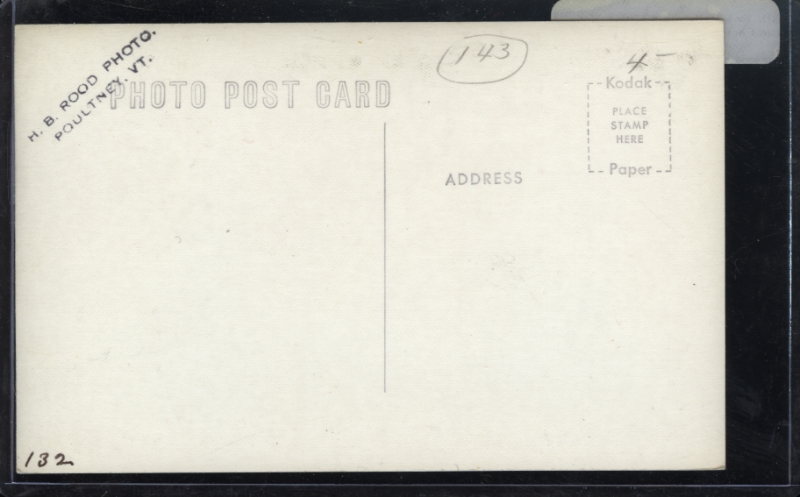 H. B. ROOD PHOTO.
POULTNEY, VT.
PHOTO POST CARD
143
4-
Kodak
PLACE
STAMP
HERE
Paper
ADDRESS
132